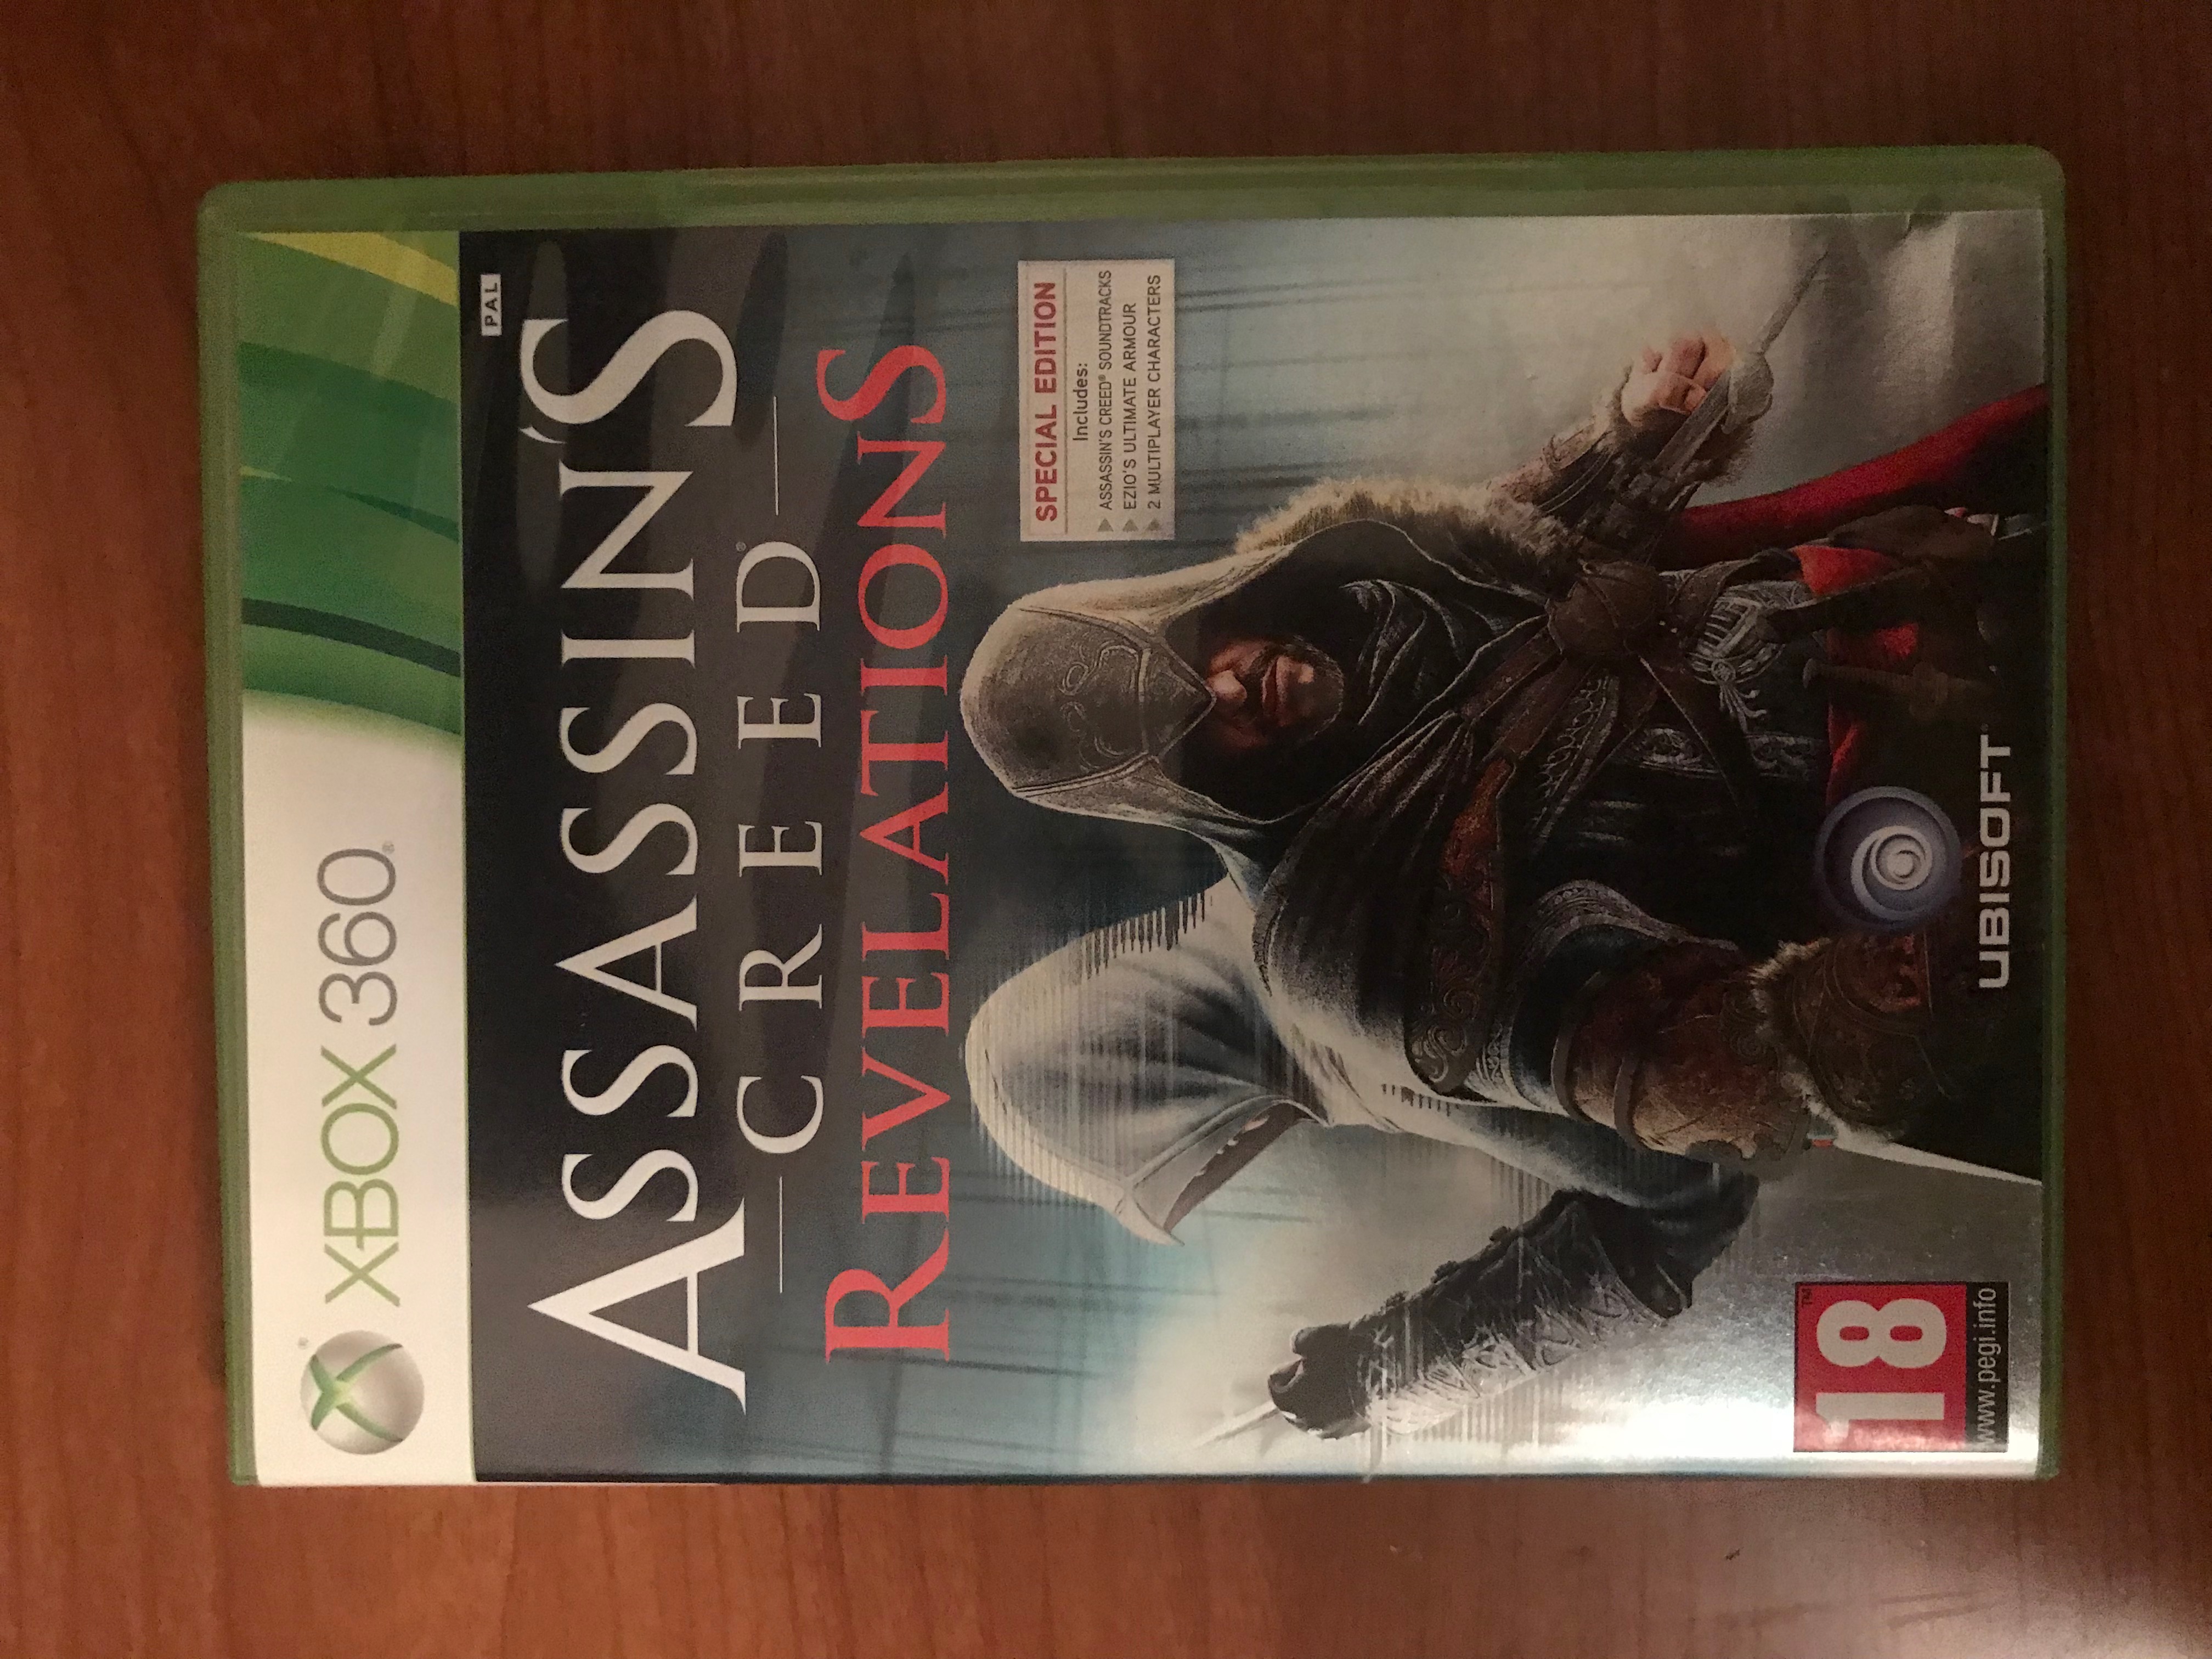 XBOX 360®
PAL
ASSASSIN'S
CREED®
REVELATIONS
SPECIAL EDITION
Includes:
ASSASSIN'S CREED® SOUNDTRACKS
EZIO'S ULTIMATE ARMOUR
2 MULTIPLAYER CHARACTERS
18™
www.pegi.info
UBISOFT